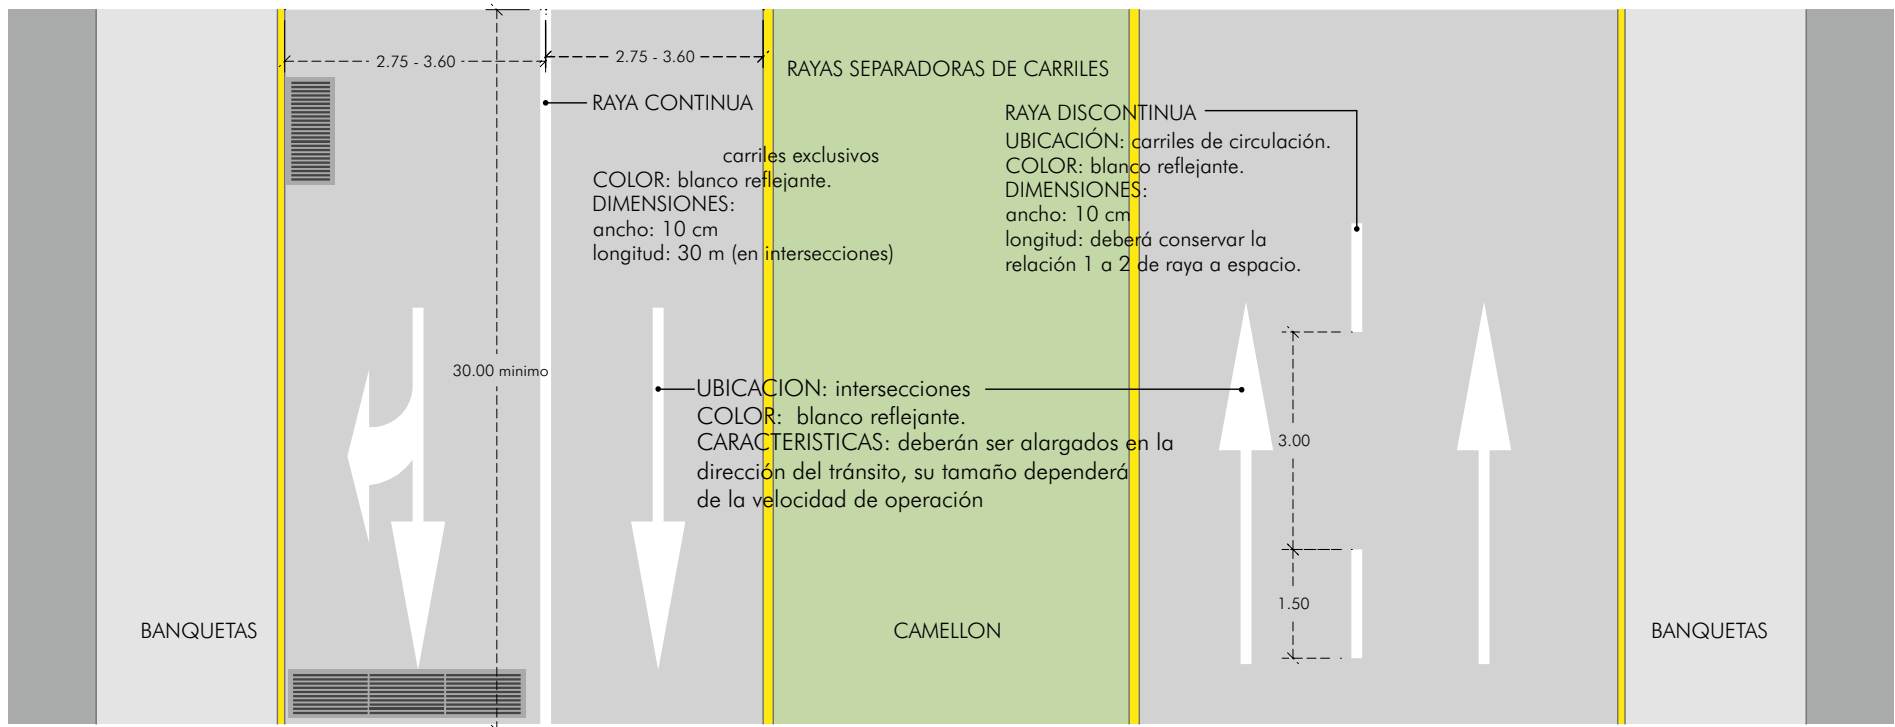 2.75 - 3.60
2.75 - 3.60
RAYAS SEPARADORAS DE CARRILES
RAYA CONTINUA
carriles exclusivos
COLOR: blanco reflejante.
DIMENSIONES:
ancho: 10 cm
longitud: 30 m (en intersecciones)
RAYA DISCONTINUA
UBICACIÓN: carriles de circulación.
COLOR: blanco reflejante.
DIMENSIONES:
ancho: 10 cm
longitud: deberá conservar la
relación 1 a 2 de raya a espacio.
30.00 minimo
UBICACION: intersecciones
COLOR: blanco reflejante.
CARACTERISTICAS: deberán ser alargados en la
dirección del tránsito, su tamaño dependerá
de la velocidad de operación
3.00
1.50
BANQUETAS
CAMELLON
BANQUETAS